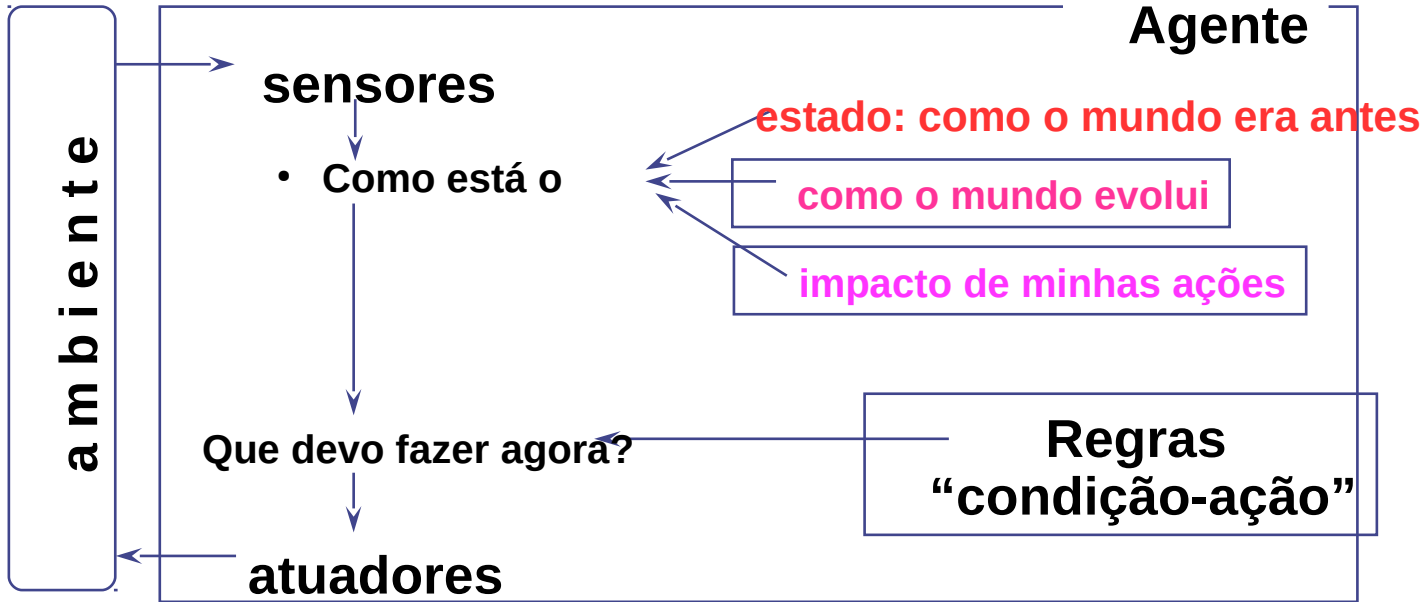 Agente
sensores
estado: como o mundo era antes
• Como está o
como o mundo evolui
impacto de minhas ações
ambiente
Que devo fazer agora?
Regras
“condição-ação”
atuadores